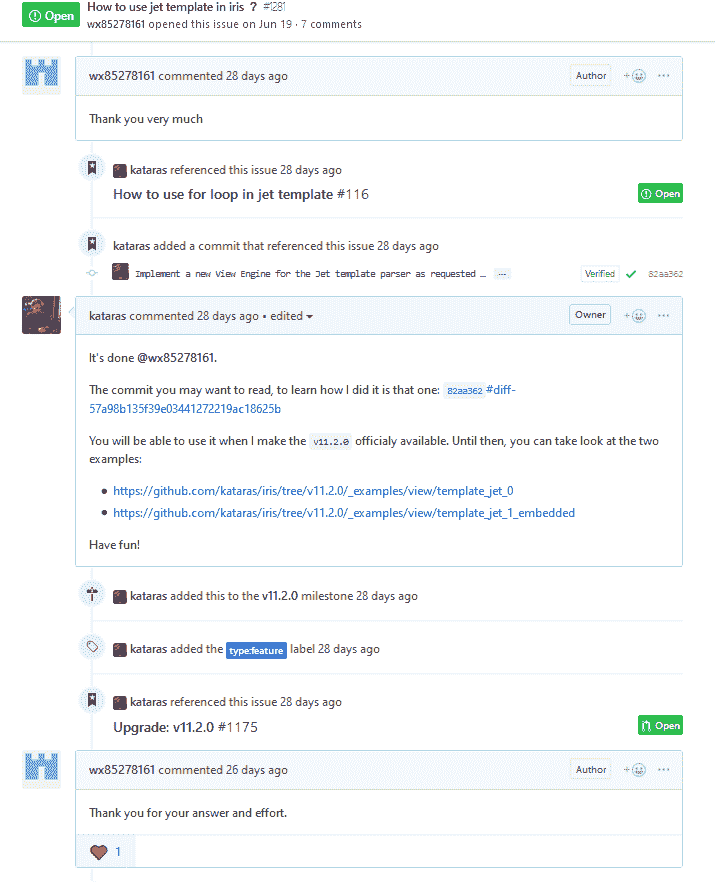 Open
How to use jet template in iris ? #1281
wx85278161 opened this issue on Jun 19 · 7 comments
wx85278161 commented 28 days ago
Author
Thank you very much
kataras referenced this issue 28 days ago
How to use for loop in jet template #116
Open
kataras added a commit that referenced this issue 28 days ago
Implement a new View Engine for the Jet template parser as requested … ...
Verified
82aa362
kataras commented 28 days ago • edited
Owner
It's done @wx85278161.
The commit you may want to read, to learn how I did it is that one: 82aa362#diff-
57a98b135f39e03441272219ac18625b
You will be able to use it when I make the v11.2.0 officialy available. Until then, you can take look at the two
examples:
• https://github.com/kataras/iris/tree/v11.2.0/_examples/view/template_jet_0
• https://github.com/kataras/iris/tree/v11.2.0/_examples/view/template_jet_1_embedded
Have fun!
kataras added this to the v11.2.0 milestone 28 days ago
kataras added the type:feature label 28 days ago
kataras referenced this issue 28 days ago
Upgrade: v11.2.0 #1175
Open
wx85278161 commented 26 days ago
Author
Thank you for your answer and effort.
1